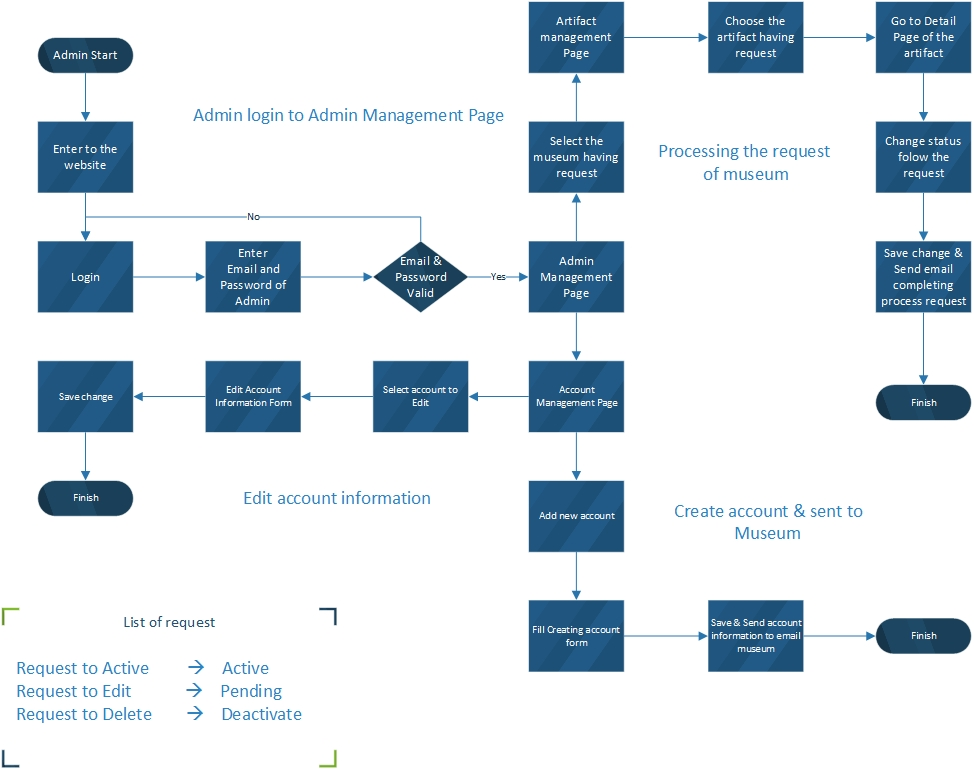 Admin Start
Enter to the
website
Admin login to Admin Management Page
No
Login
Enter
Email and
Password of
Admin
Email &
Password
Valid
Yes
Admin
Management
Page
Select the
museum having
request
Artifact
management
Page
Choose the
artifact having
request
Go to Detail
Page of the
artifact
Processing the request
of museum
Change status
folow the
request
Save change &
Send email
completing
process request
Finish
Account
Management Page
Select account to
Edit
Edit Account
Information Form
Save change
Finish
Edit account information
Add new account
Create account & sent to
Museum
Fill Creating account
form
Save & Send account
information to email
museum
Finish
List of request
Request to Active → Active
Request to Edit → Pending
Request to Delete → Deactivate